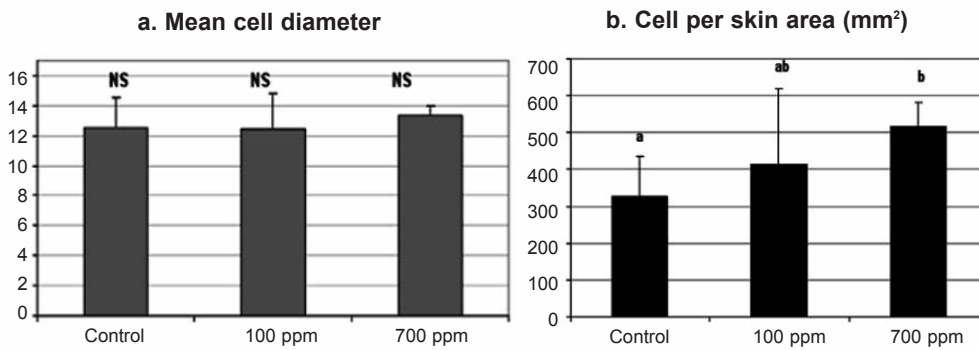 a. Mean cell diameter
16
14
12
10
8
6
4
2
0
NS
NS
NS
Control
100 ppm
700 ppm
b. Cell per skin area (mm²)
700
600
500
400
300
200
100
0
a
ab
b
Control
100 ppm
700 ppm